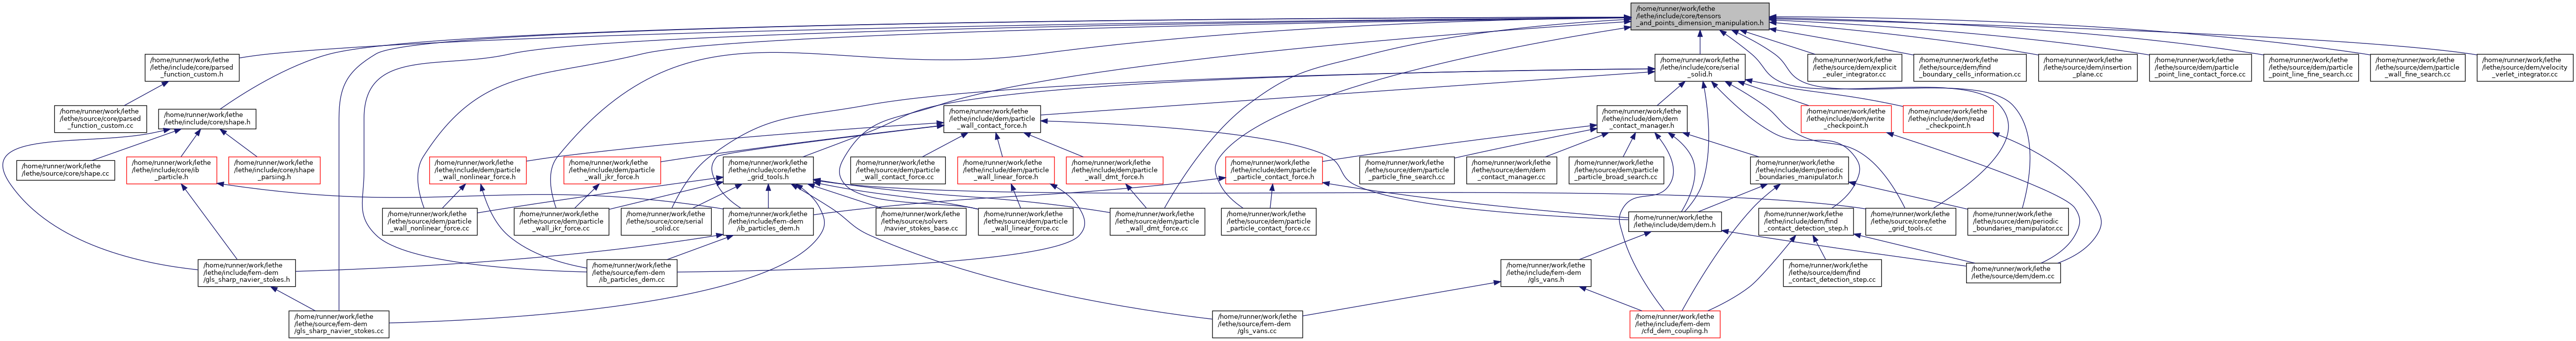 /home/runner/work/lethe
/lethe/include/core/tensors
_and_points_dimension_manipulation.h
/home/runner/work/lethe
/lethe/include/core/parsed
_function_custom.h
/home/runner/work/lethe
/lethe/include/core/serial
_solid.h
/home/runner/work/lethe
/lethe/source/dem/explicit
_euler_integrator.cc
/home/runner/work/lethe
/lethe/source/dem/find
_boundary_cells_information.cc
/home/runner/work/lethe
/lethe/source/dem/insertion
_plane.cc
/home/runner/work/lethe
/lethe/source/dem/particle
_point_line_contact_force.cc
/home/runner/work/lethe
/lethe/source/dem/particle
_point_line_fine_search.cc
/home/runner/work/lethe
/lethe/source/dem/particle
_wall_fine_search.cc
/home/runner/work/lethe
/lethe/source/dem/velocity
_verlet_integrator.cc
/home/runner/work/lethe
/lethe/source/core/parsed
_function_custom.cc
/home/runner/work/lethe
/lethe/include/core/shape.h
/home/runner/work/lethe
/lethe/include/dem/particle
_wall_contact_force.h
/home/runner/work/lethe
/lethe/include/dem/dem
_contact_manager.h
/home/runner/work/lethe
/lethe/include/dem/write
_checkpoint.h
/home/runner/work/lethe
/lethe/include/dem/read
_checkpoint.h
/home/runner/work/lethe
/lethe/source/core/shape.cc
/home/runner/work/lethe
/lethe/include/core/ib
_particle.h
/home/runner/work/lethe
/lethe/include/core/shape
_parsing.h
/home/runner/work/lethe
/lethe/include/dem/particle
_wall_nonlinear_force.h
/home/runner/work/lethe
/lethe/include/dem/particle
_wall_jkr_force.h
/home/runner/work/lethe
/lethe/include/core/lethe
_grid_tools.h
/home/runner/work/lethe
/lethe/source/dem/particle
_wall_contact_force.cc
/home/runner/work/lethe
/lethe/include/dem/particle
_wall_linear_force.h
/home/runner/work/lethe
/lethe/include/dem/particle
_wall_dmt_force.h
/home/runner/work/lethe
/lethe/include/dem/particle
_particle_contact_force.h
/home/runner/work/lethe
/lethe/source/dem/particle
_particle_fine_search.cc
/home/runner/work/lethe
/lethe/source/dem/dem
_contact_manager.cc
/home/runner/work/lethe
/lethe/source/dem/particle
_particle_broad_search.cc
/home/runner/work/lethe
/lethe/include/dem/periodic
_boundaries_manipulator.h
/home/runner/work/lethe
/lethe/source/dem/particle
_wall_nonlinear_force.cc
/home/runner/work/lethe
/lethe/source/dem/particle
_wall_jkr_force.cc
/home/runner/work/lethe
/lethe/source/core/serial
_solid.cc
/home/runner/work/lethe
/lethe/include/fem-dem
/ib_particles_dem.h
/home/runner/work/lethe
/lethe/source/solvers
/navier_stokes_base.cc
/home/runner/work/lethe
/lethe/source/dem/particle
_wall_linear_force.cc
/home/runner/work/lethe
/lethe/source/dem/particle
_wall_dmt_force.cc
/home/runner/work/lethe
/lethe/source/dem/particle
_particle_contact_force.cc
/home/runner/work/lethe
/lethe/include/dem/dem.h
/home/runner/work/lethe
/lethe/include/dem/find
_contact_detection_step.h
/home/runner/work/lethe
/lethe/source/core/lethe
_grid_tools.cc
/home/runner/work/lethe
/lethe/source/dem/periodic
_boundaries_manipulator.cc
/home/runner/work/lethe
/lethe/include/fem-dem
/gls_sharp_navier_stokes.h
/home/runner/work/lethe
/lethe/source/fem-dem
/ib_particles_dem.cc
/home/runner/work/lethe
/lethe/include/fem-dem
/gls_vans.h
/home/runner/work/lethe
/lethe/source/dem/find
_contact_detection_step.cc
/home/runner/work/lethe
/lethe/source/dem/dem.cc
/home/runner/work/lethe
/lethe/source/fem-dem
/gls_sharp_navier_stokes.cc
/home/runner/work/lethe
/lethe/source/fem-dem
/gls_vans.cc
/home/runner/work/lethe
/lethe/include/fem-dem
/cfd_dem_coupling.h